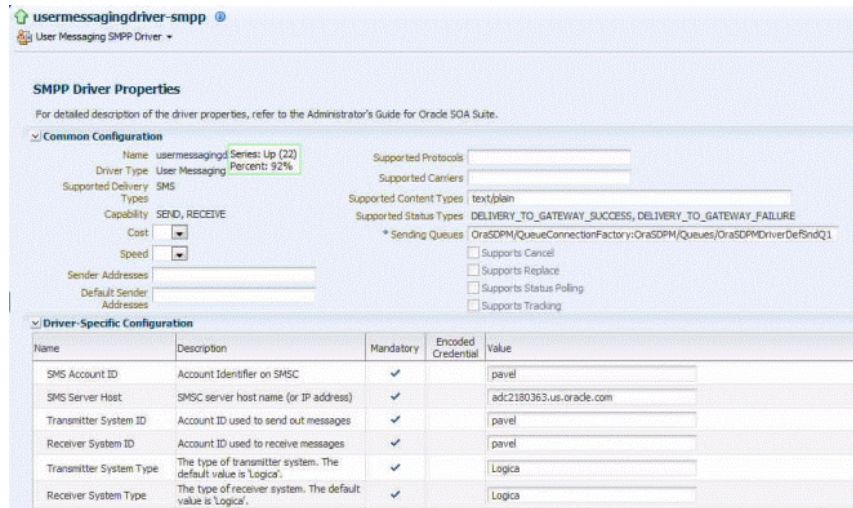 usermessagingdriver-smpp
User Messaging SMPP Driver
SMPP Driver Properties
For detailed description of the driver properties, refer to the Administrator's Guide for Oracle SOA Suite.
Common Configuration
Name usermessagingd
Series: Up (22)
Percent: 92%
Driver Type User Messaging
Supported Delivery Types SMS
Capability SEND, RECEIVE
Cost
Speed
Sender Addresses
Default Sender Addresses
Supported Protocols
Supported Carriers
Supported Content Types text/plain
Supported Status Types DELIVERY_TO_GATEWAY_SUCCESS, DELIVERY_TO_GATEWAY_FAILURE
* Sending Queues OraSDPM/QueueConnectionFactory:OraSDPM/Queues/OraSDPMDriverDefSndQ1
Supports Cancel
Supports Replace
Supports Status Polling
Supports Tracking
Driver-Specific Configuration
Name Description Mandatory Encoded Credential Value
SMS Account ID Account Identifier on SMSC pavel
SMS Server Host SMSC server host name (or IP address) adc2180363.us.oracle.com
Transmitter System ID Account ID used to send out messages pavel
Receiver System ID Account ID used to receive messages pavel
Transmitter System Type The type of transmitter system. The default value is 'Logica'. Logica
Receiver System Type The type of receiver system. The default value is 'Logica'. Logica